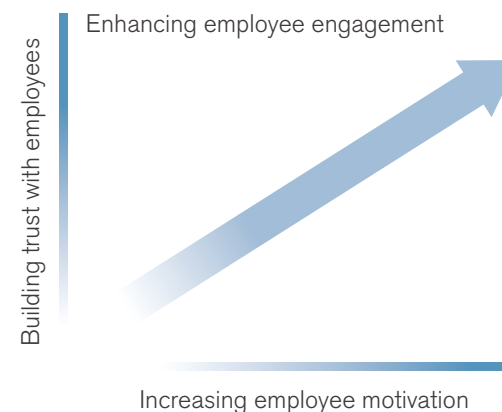 Enhancing employee engagement
Building trust with employees
Increasing employee motivation